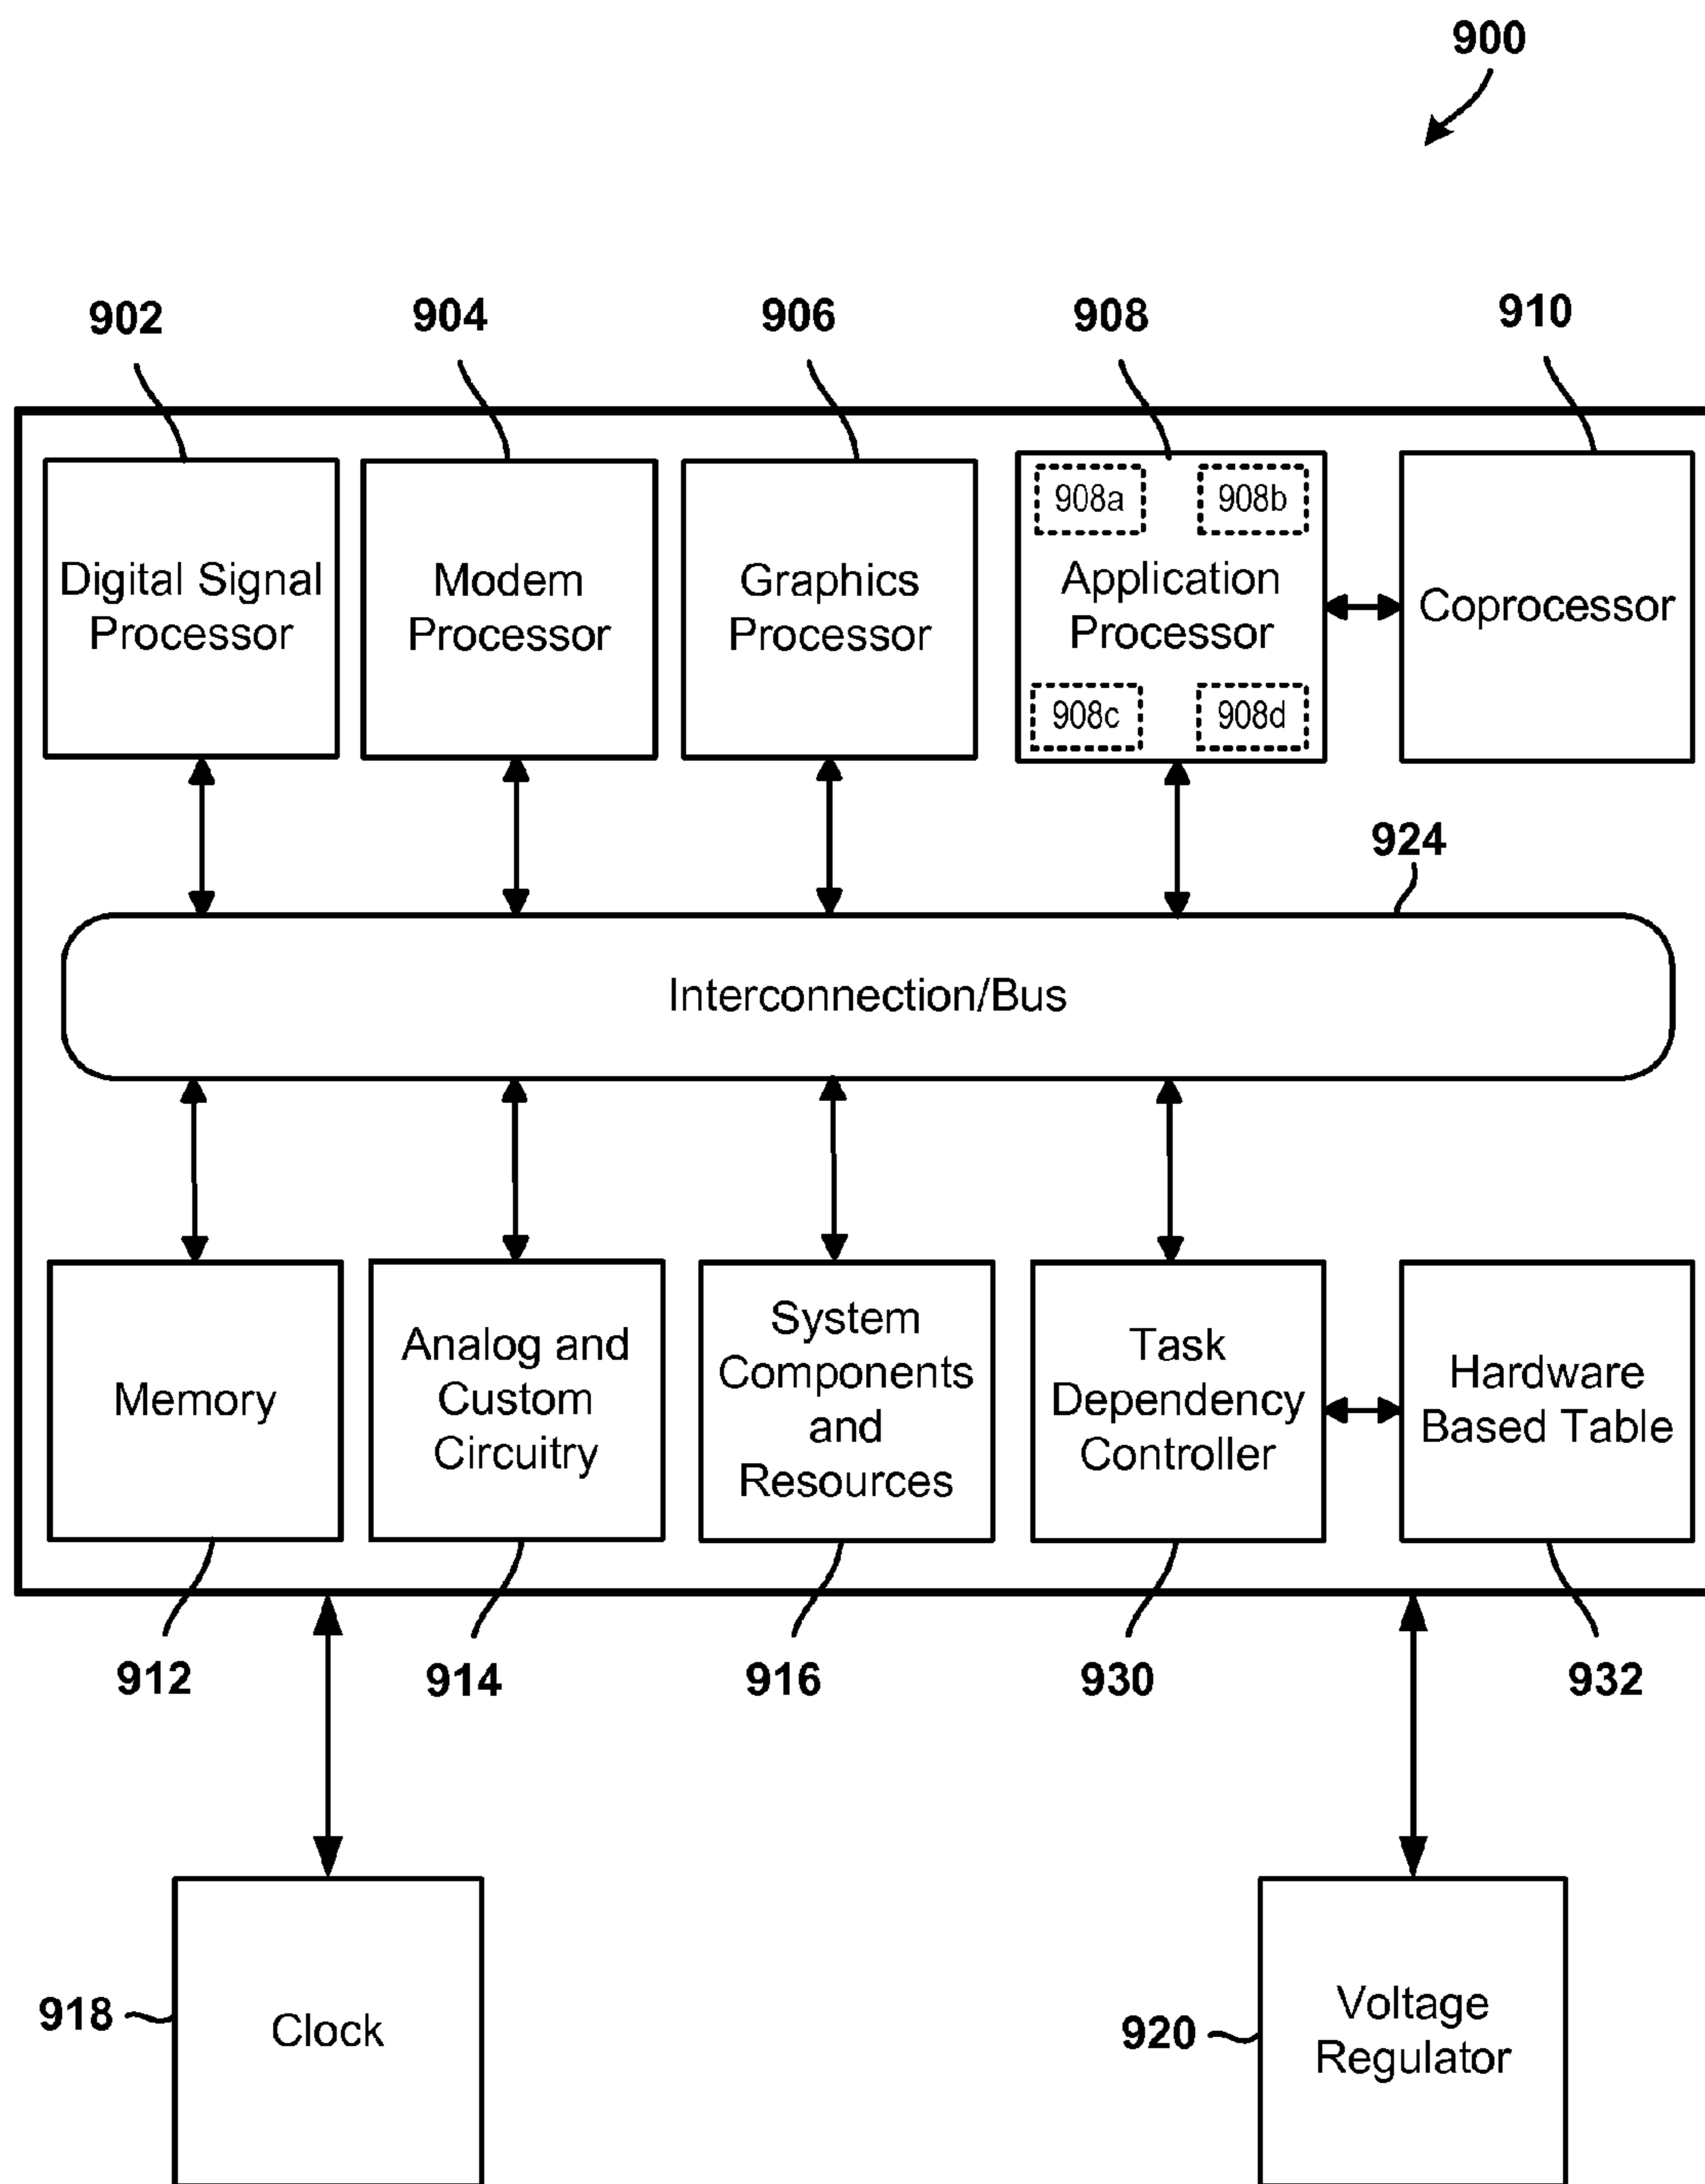 900
902
904
906
908
910
908a
908b
Digital Signal
Processor
Modem
Processor
Graphics
Processor
Application
Processor
Coprocessor
908c
908d
924
Interconnection/Bus
Memory
Analog and
Custom
Circuitry
System
Components
and
Resources
Task
Dependency
Controller
Hardware
Based Table
912
914
916
930
932
918
Clock
920
Voltage
Regulator